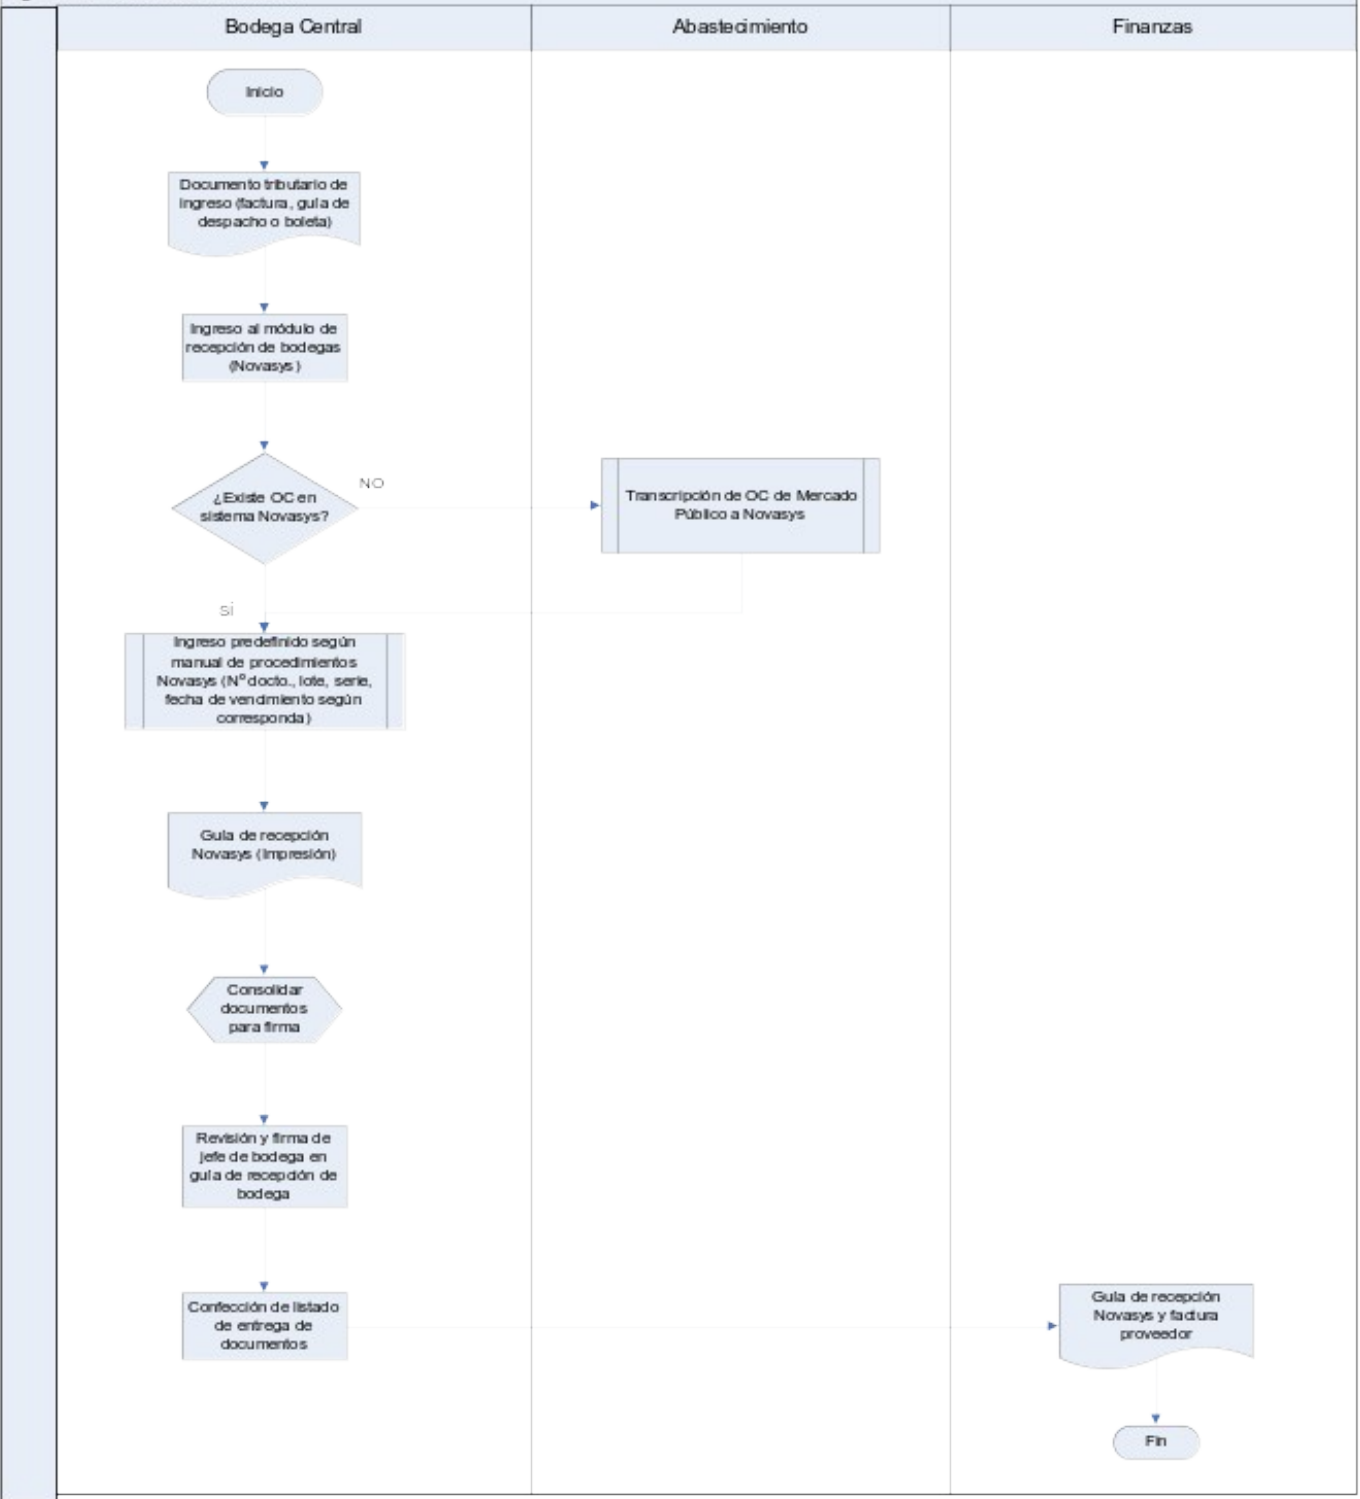 Bodega Central
Abastecimiento
Finanzas
Inicio
Documento tributario de
ingreso (factura, guía de
despacho o boleta)
Ingreso al módulo de
recepción de bodegas
(Novasys)
¿Existe OC en
sistema Novasys?
NO
Transcripción de OC de Mercado
Público a Novasys
SÍ
Ingreso predefinido según
manual de procedimientos
Novasys (Nº docto., lote, serie,
fecha de vencimiento según
corresponda)
Guía de recepción
Novasys (impresión)
Consolidar
documentos
para firma
Revisión y firma de
jefe de bodega en
guía de recepción de
bodega
Confección de listado
de entrega de
documentos
Guía de recepción
Novasys y factura
proveedor
Fin